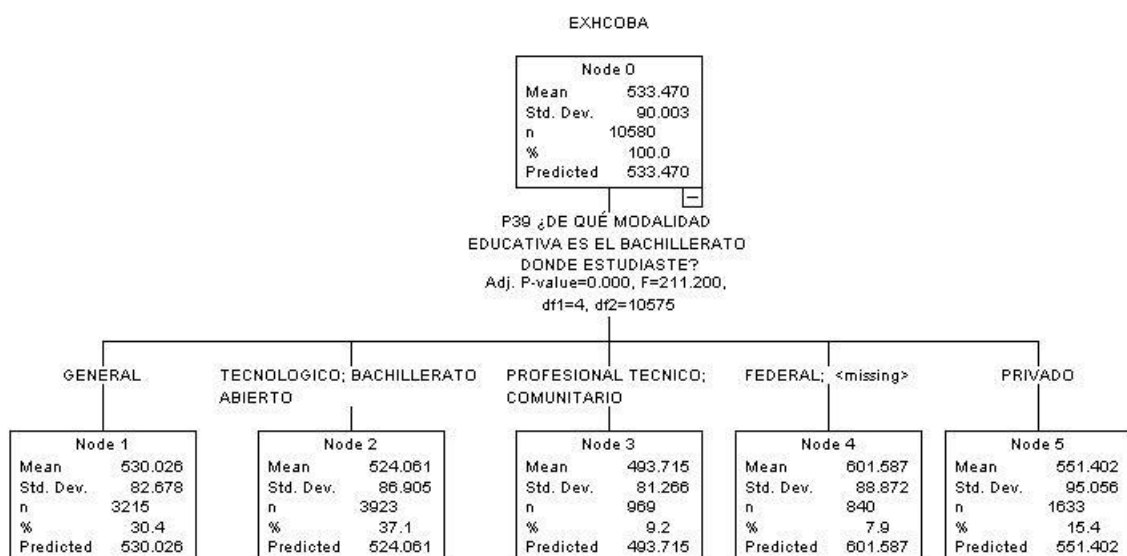 EXHCOBA
Node 0
Mean 533.470
Std. Dev. 90.003
n 10580
% 100.0
Predicted 533.470
P39 ¿DE QUÉ MODALIDAD
EDUCATIVA ES EL BACHILLERATO
DONDE ESTUDIASTE?
Adj. P-value=0.000, F=211.200,
df1=4, df2=10575
GENERAL
Node 1
Mean 530.026
Std. Dev. 82.678
n 3215
% 30.4
Predicted 530.026
TECNOLOGICO; BACHILLERATO
ABIERTO
Node 2
Mean 524.061
Std. Dev. 86.905
n 3923
% 37.1
Predicted 524.061
PROFESIONAL TECNICO;
COMUNITARIO
Node 3
Mean 493.715
Std. Dev. 81.266
n 969
% 9.2
Predicted 493.715
FEDERAL; <missing>
Node 4
Mean 601.587
Std. Dev. 88.872
n 840
% 7.9
Predicted 601.587
PRIVADO
Node 5
Mean 551.402
Std. Dev. 95.056
n 1633
% 15.4
Predicted 551.402